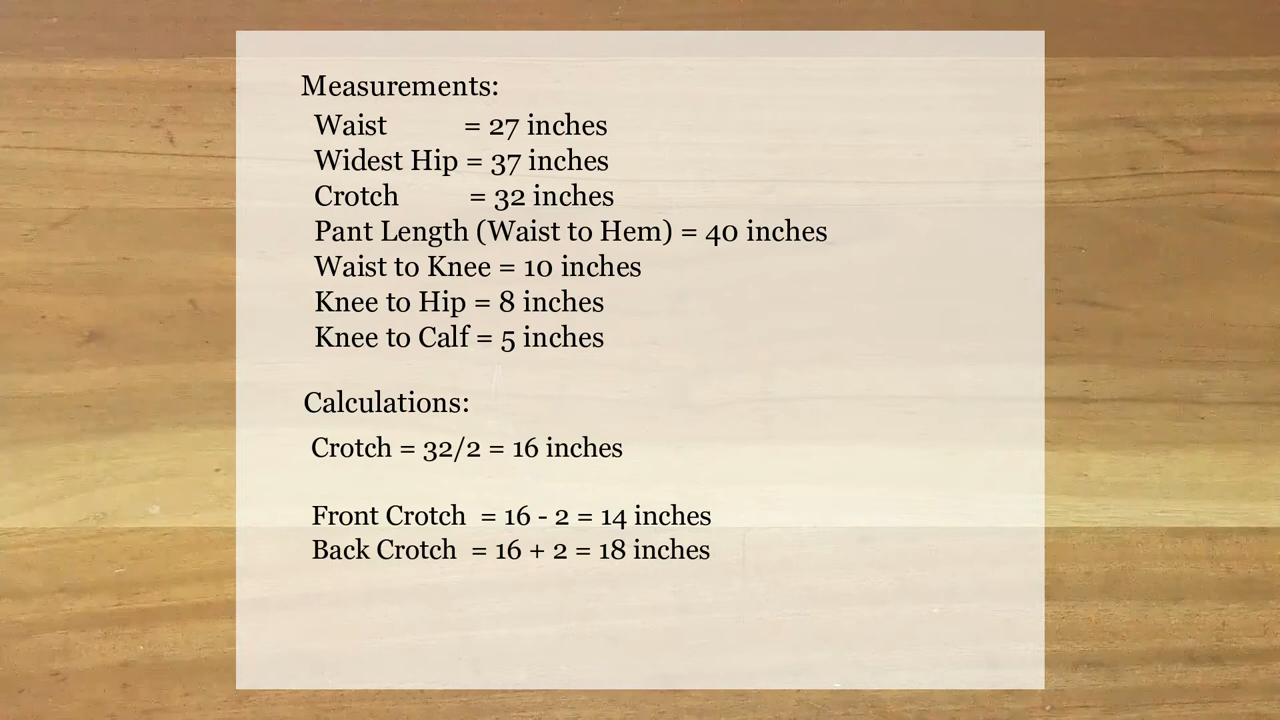 Measurements:
Waist = 27 inches
Widest Hip = 37 inches
Crotch = 32 inches
Pant Length (Waist to Hem) = 40 inches
Waist to Knee = 10 inches
Knee to Hip = 8 inches
Knee to Calf = 5 inches
Calculations:
Crotch = 32/2 = 16 inches
Front Crotch = 16 - 2 = 14 inches
Back Crotch = 16 + 2 = 18 inches